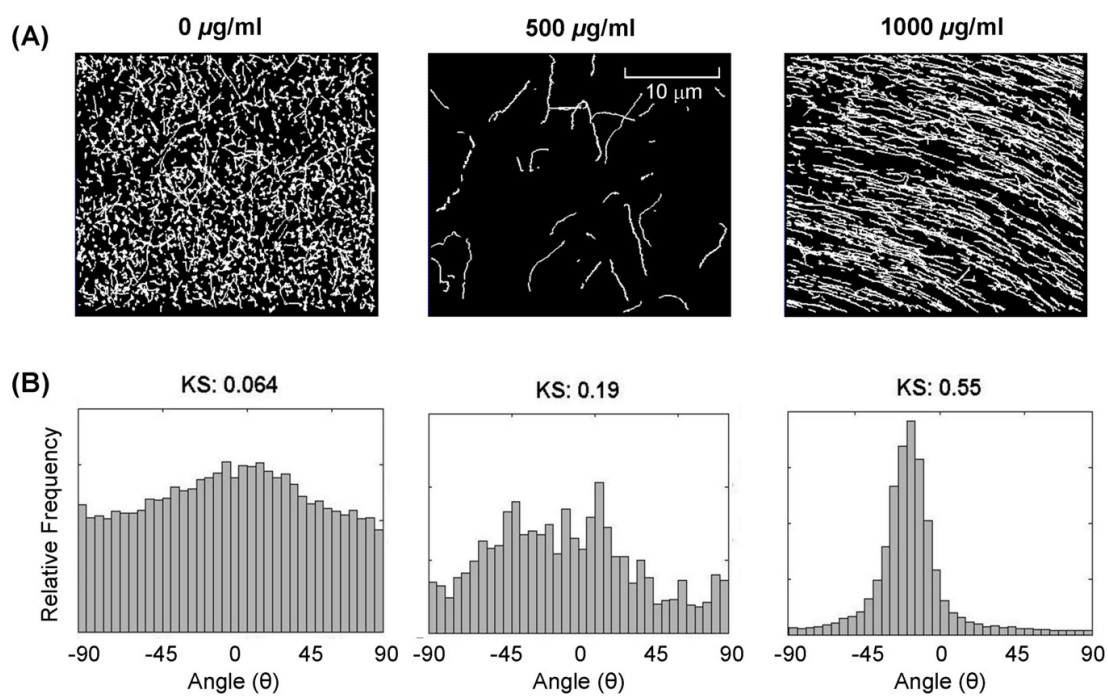 (A)
0 µg/ml 500 µg/ml 1000 µg/ml
10 µm
(B)
KS: 0.064 KS: 0.19 KS: 0.55
Relative Frequency
-90 -45 0 45 90 -90 -45 0 45 90 -90 -45 0 45 90
Angle (θ) Angle (θ) Angle (θ)